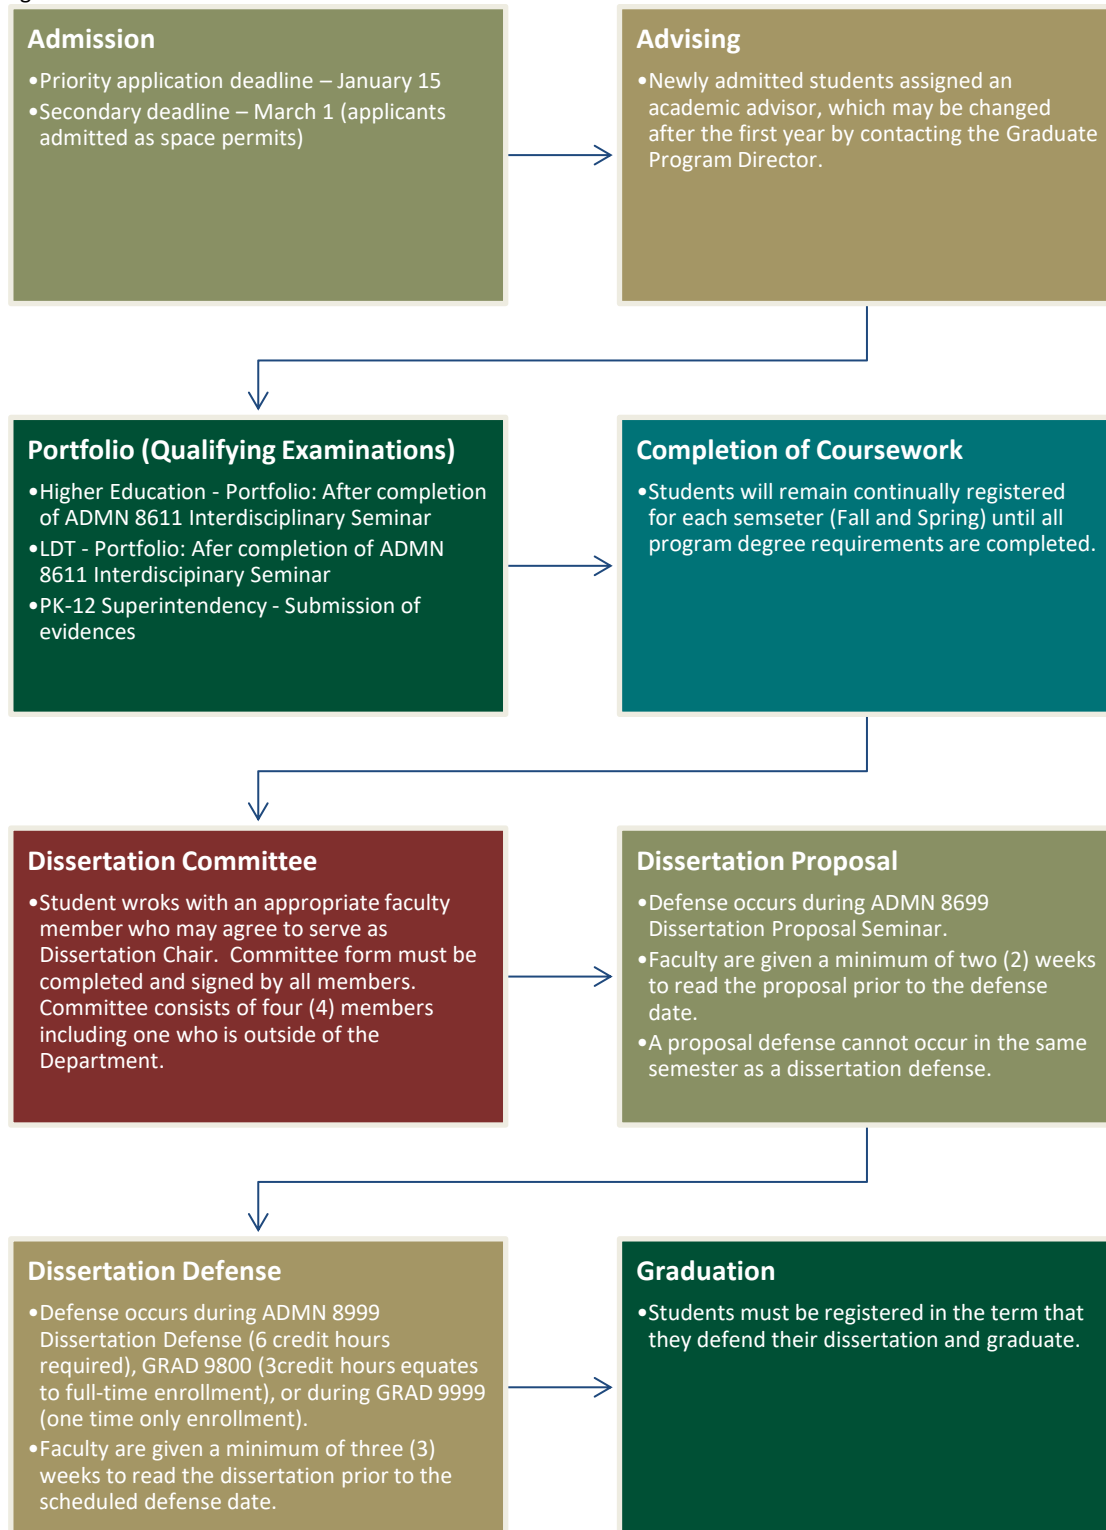 Admission
•Priority application deadline – January 15
•Secondary deadline – March 1 (applicants
admitted as space permits)
Advising
•Newly admitted students assigned an
academic advisor, which may be changed
after the first year by contacting the Graduate
Program Director.
Portfolio (Qualifying Examinations)
•Higher Education - Portfolio: After completion
of ADMN 8611 Interdisciplinary Seminar
•LDT - Portfolio: Afer completion of ADMN
8611 Interdiscipinary Seminar
•PK-12 Superintendency - Submission of
evidences
Completion of Coursework
•Students will remain continually registered
for each semseter (Fall and Spring) until all
program degree requirements are completed.
Dissertation Committee
•Student wroks with an appropriate faculty
member who may agree to serve as
Dissertation Chair.  Committee form must be
completed and signed by all members.
Committee consists of four (4) members
including one who is outside of the
Department.
Dissertation Proposal
•Defense occurs during ADMN 8699
Dissertation Proposal Seminar.
•Faculty are given a minimum of two (2) weeks
to read the proposal prior to the defense
date.
•A proposal defense cannot occur in the same
semester as a dissertation defense.
Dissertation Defense
•Defense occurs during ADMN 8999
Dissertation Defense (6 credit hours
required), GRAD 9800 (3credit hours equates
to full-time enrollment), or during GRAD 9999
(one time only enrollment).
•Faculty are given a minimum of three (3)
weeks to read the dissertation prior to the
scheduled defense date.
Graduation
•Students must be registered in the term that
they defend their dissertation and graduate.